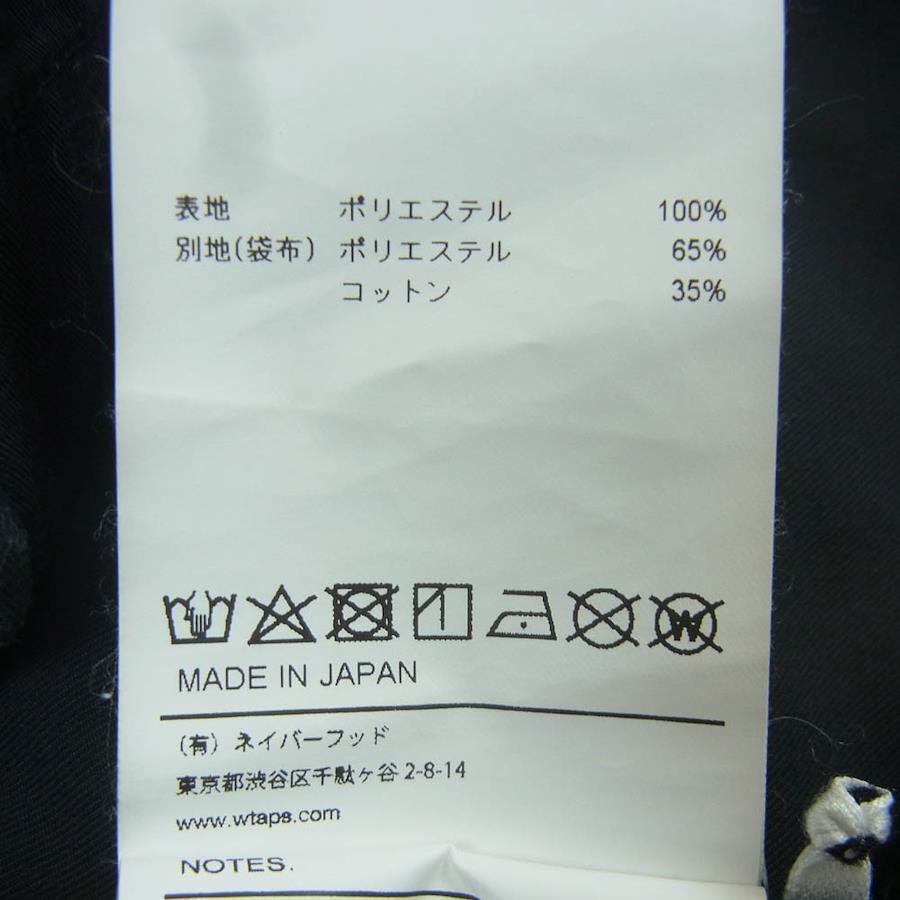 表地 ポリエステル 100%
別地(袋布) ポリエステル 65%
コットン 35%
W
MADE IN JAPAN
(有) ネイバーフッド
東京都渋谷区千駄ヶ谷 2-8-14
www.wtaps.com
NOTES.